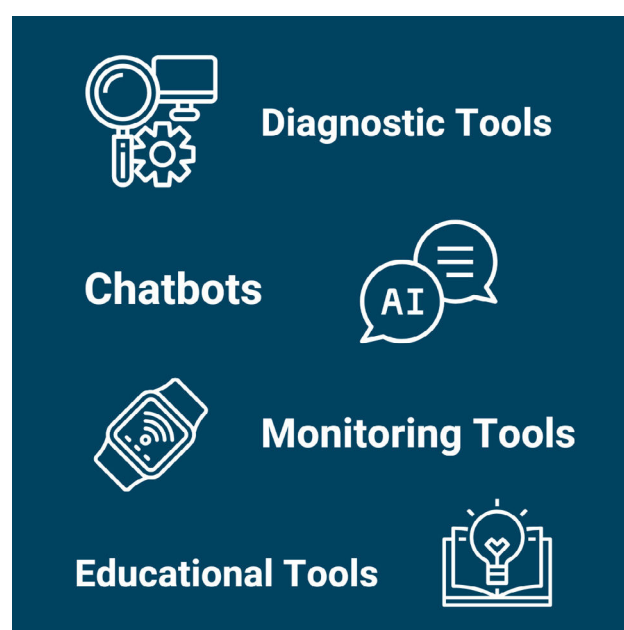 Diagnostic Tools
Chatbots
AI
Monitoring Tools
Educational Tools